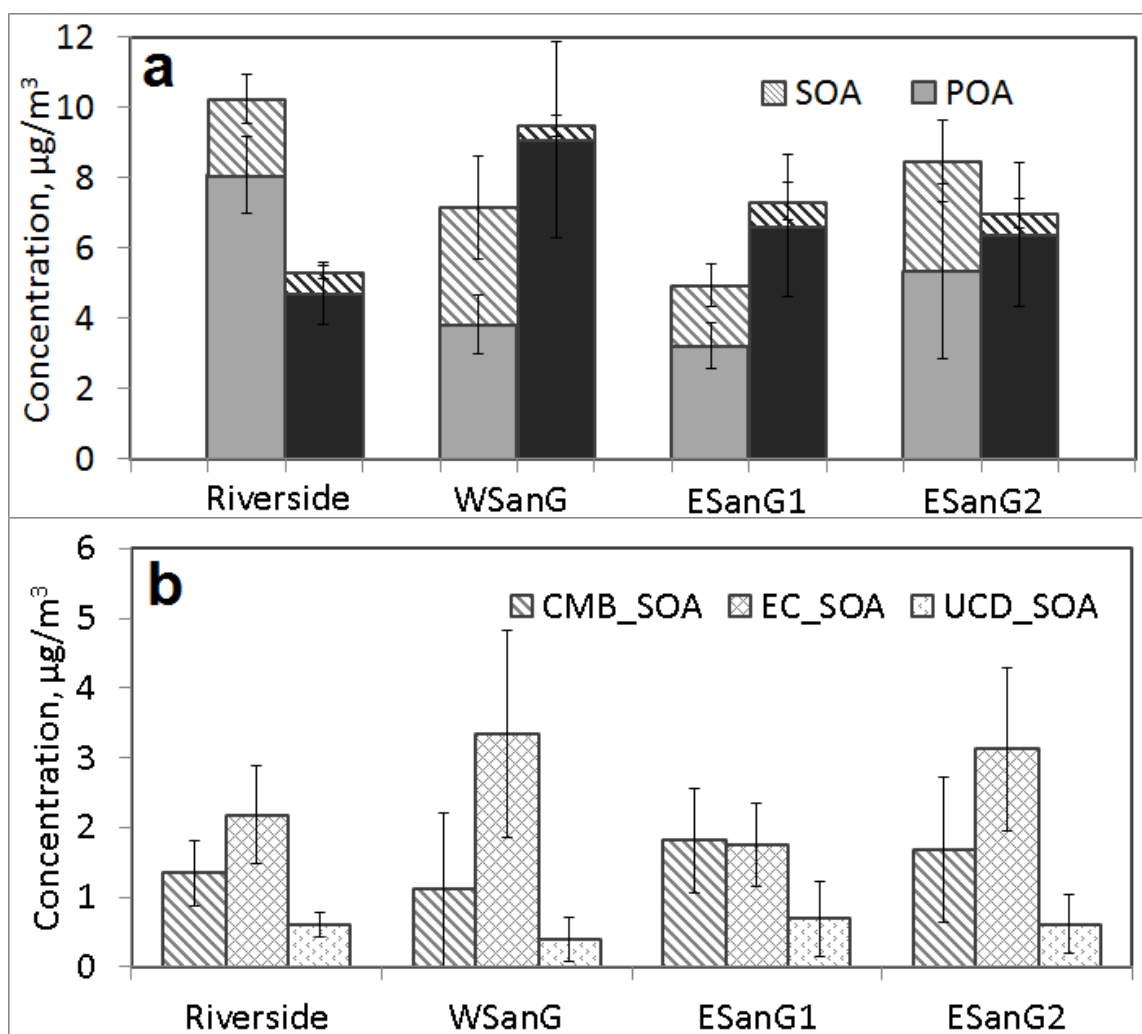 a
SOA POA
Concentration, µg/m³
12
10
8
6
4
2
0
Riverside WSanG ESanG1 ESanG2
b
CMB_SOA EC_SOA UCD_SOA
Concentration, µg/m³
6
5
4
3
2
1
0
Riverside WSanG ESanG1 ESanG2